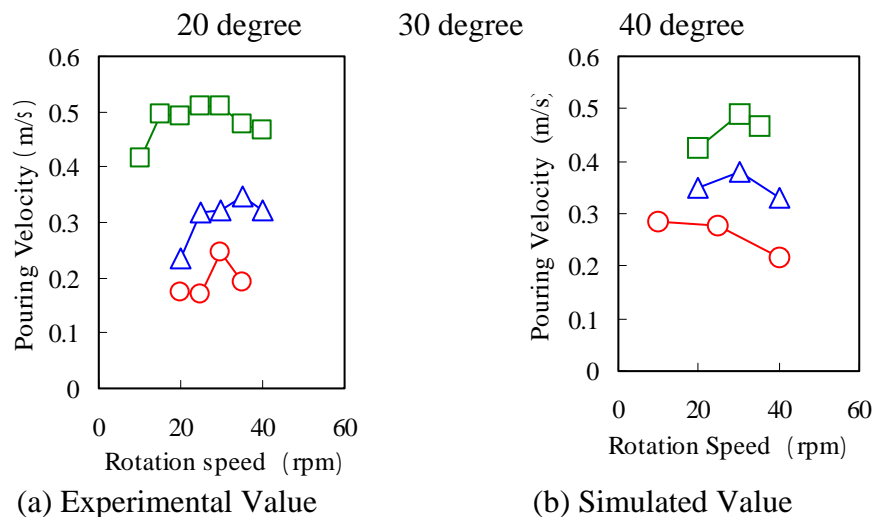 20 degree 30 degree 40 degree
0.6
0.5
0.4
0.3
0.2
0.1
0
Pouring Velocity (m/s)
0 20 40 60
Rotation speed (rpm)
(a) Experimental Value
0.6
0.5
0.4
0.3
0.2
0.1
0
Pouring Velocity (m/s)
0 20 40 60
Rotation Speed (rpm)
(b) Simulated Value